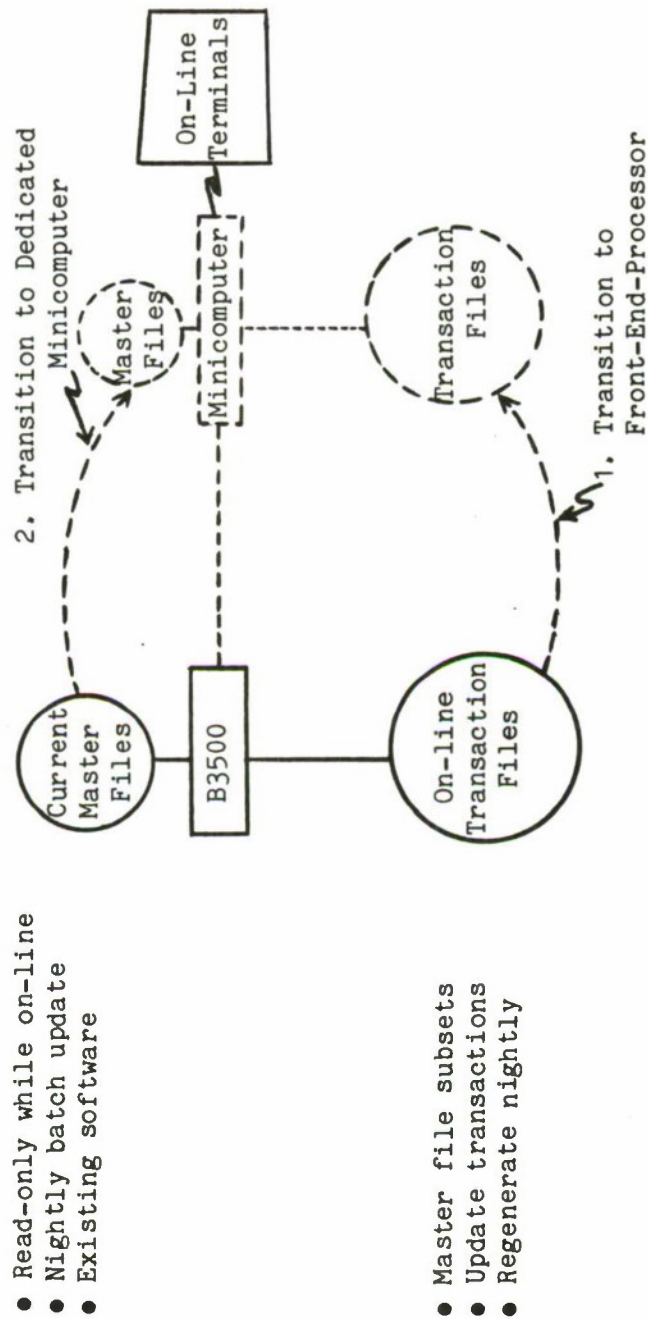 ● Read-only while on-line
● Nightly batch update
● Existing software
● Master file subsets
● Update transactions
● Regenerate nightly
2. Transition to Dedicated
Minicomputer
Current
Master
Files
B3500
On-line
Transaction
Files
Master
Files
Minicomputer
On-Line
Terminals
Transaction
Files
1. Transition to
Front-End-Processor